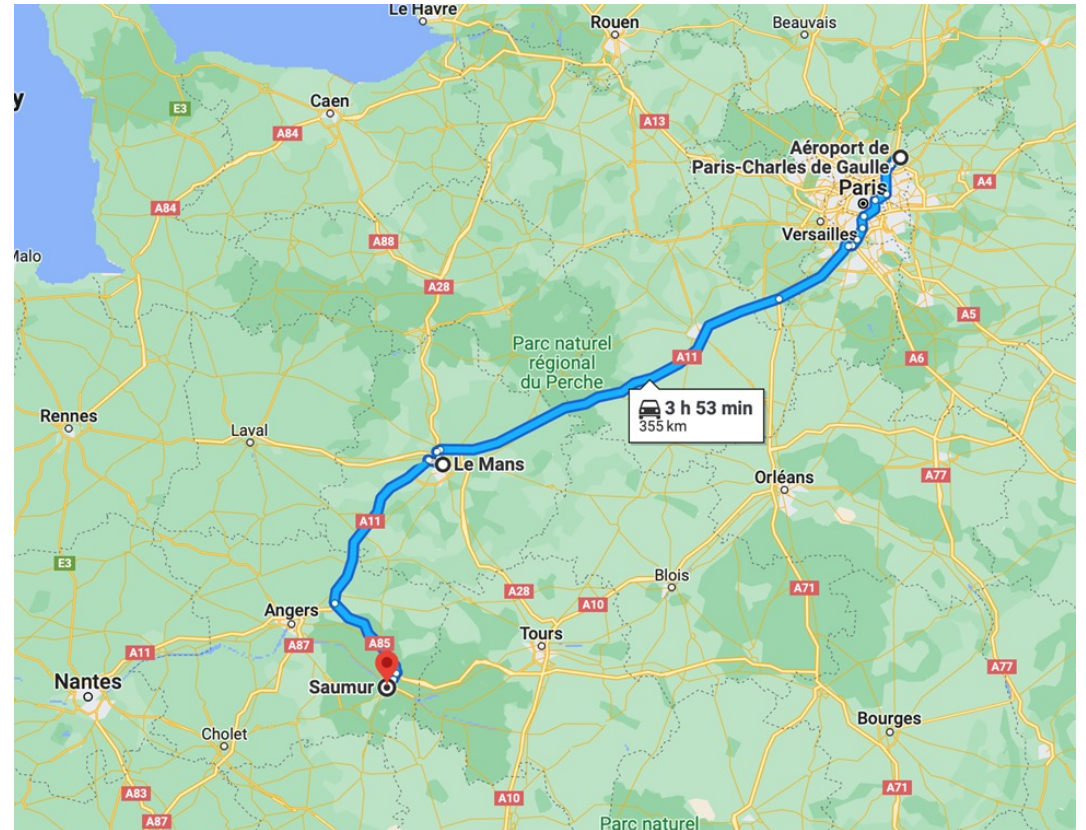 Le Havre
Rouen
Beauvais
y
E3
Caen
A84
A13
Aéroport de
Paris-Charles de Gaulle
A4
Paris
A84
Versailles
A88
Malo
A28
A5
Parc naturel
régional
du Perche
A11
A6
3 h 53 min
355 km
Rennes
Laval
Le Mans
Orléans
A77
A11
E3
Blois
A28
A10
A71
Angers
A87
A85
Tours
A11
A77
Saumur
Nantes
Cholet
Bourges
A83
A87
A10
A71
Parc naturel